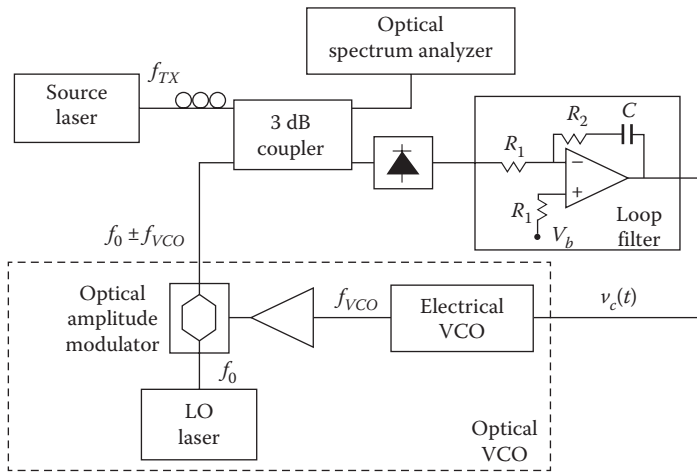 Optical
spectrum analyzer
f_TX
Source
laser
3 dB
coupler
R_1
R_2
C
−
+
R_1
V_b
Loop
filter
f_0 ± f_VCO
Optical
amplitude
modulator
f_VCO
Electrical
VCO
v_c(t)
f_0
LO
laser
Optical
VCO